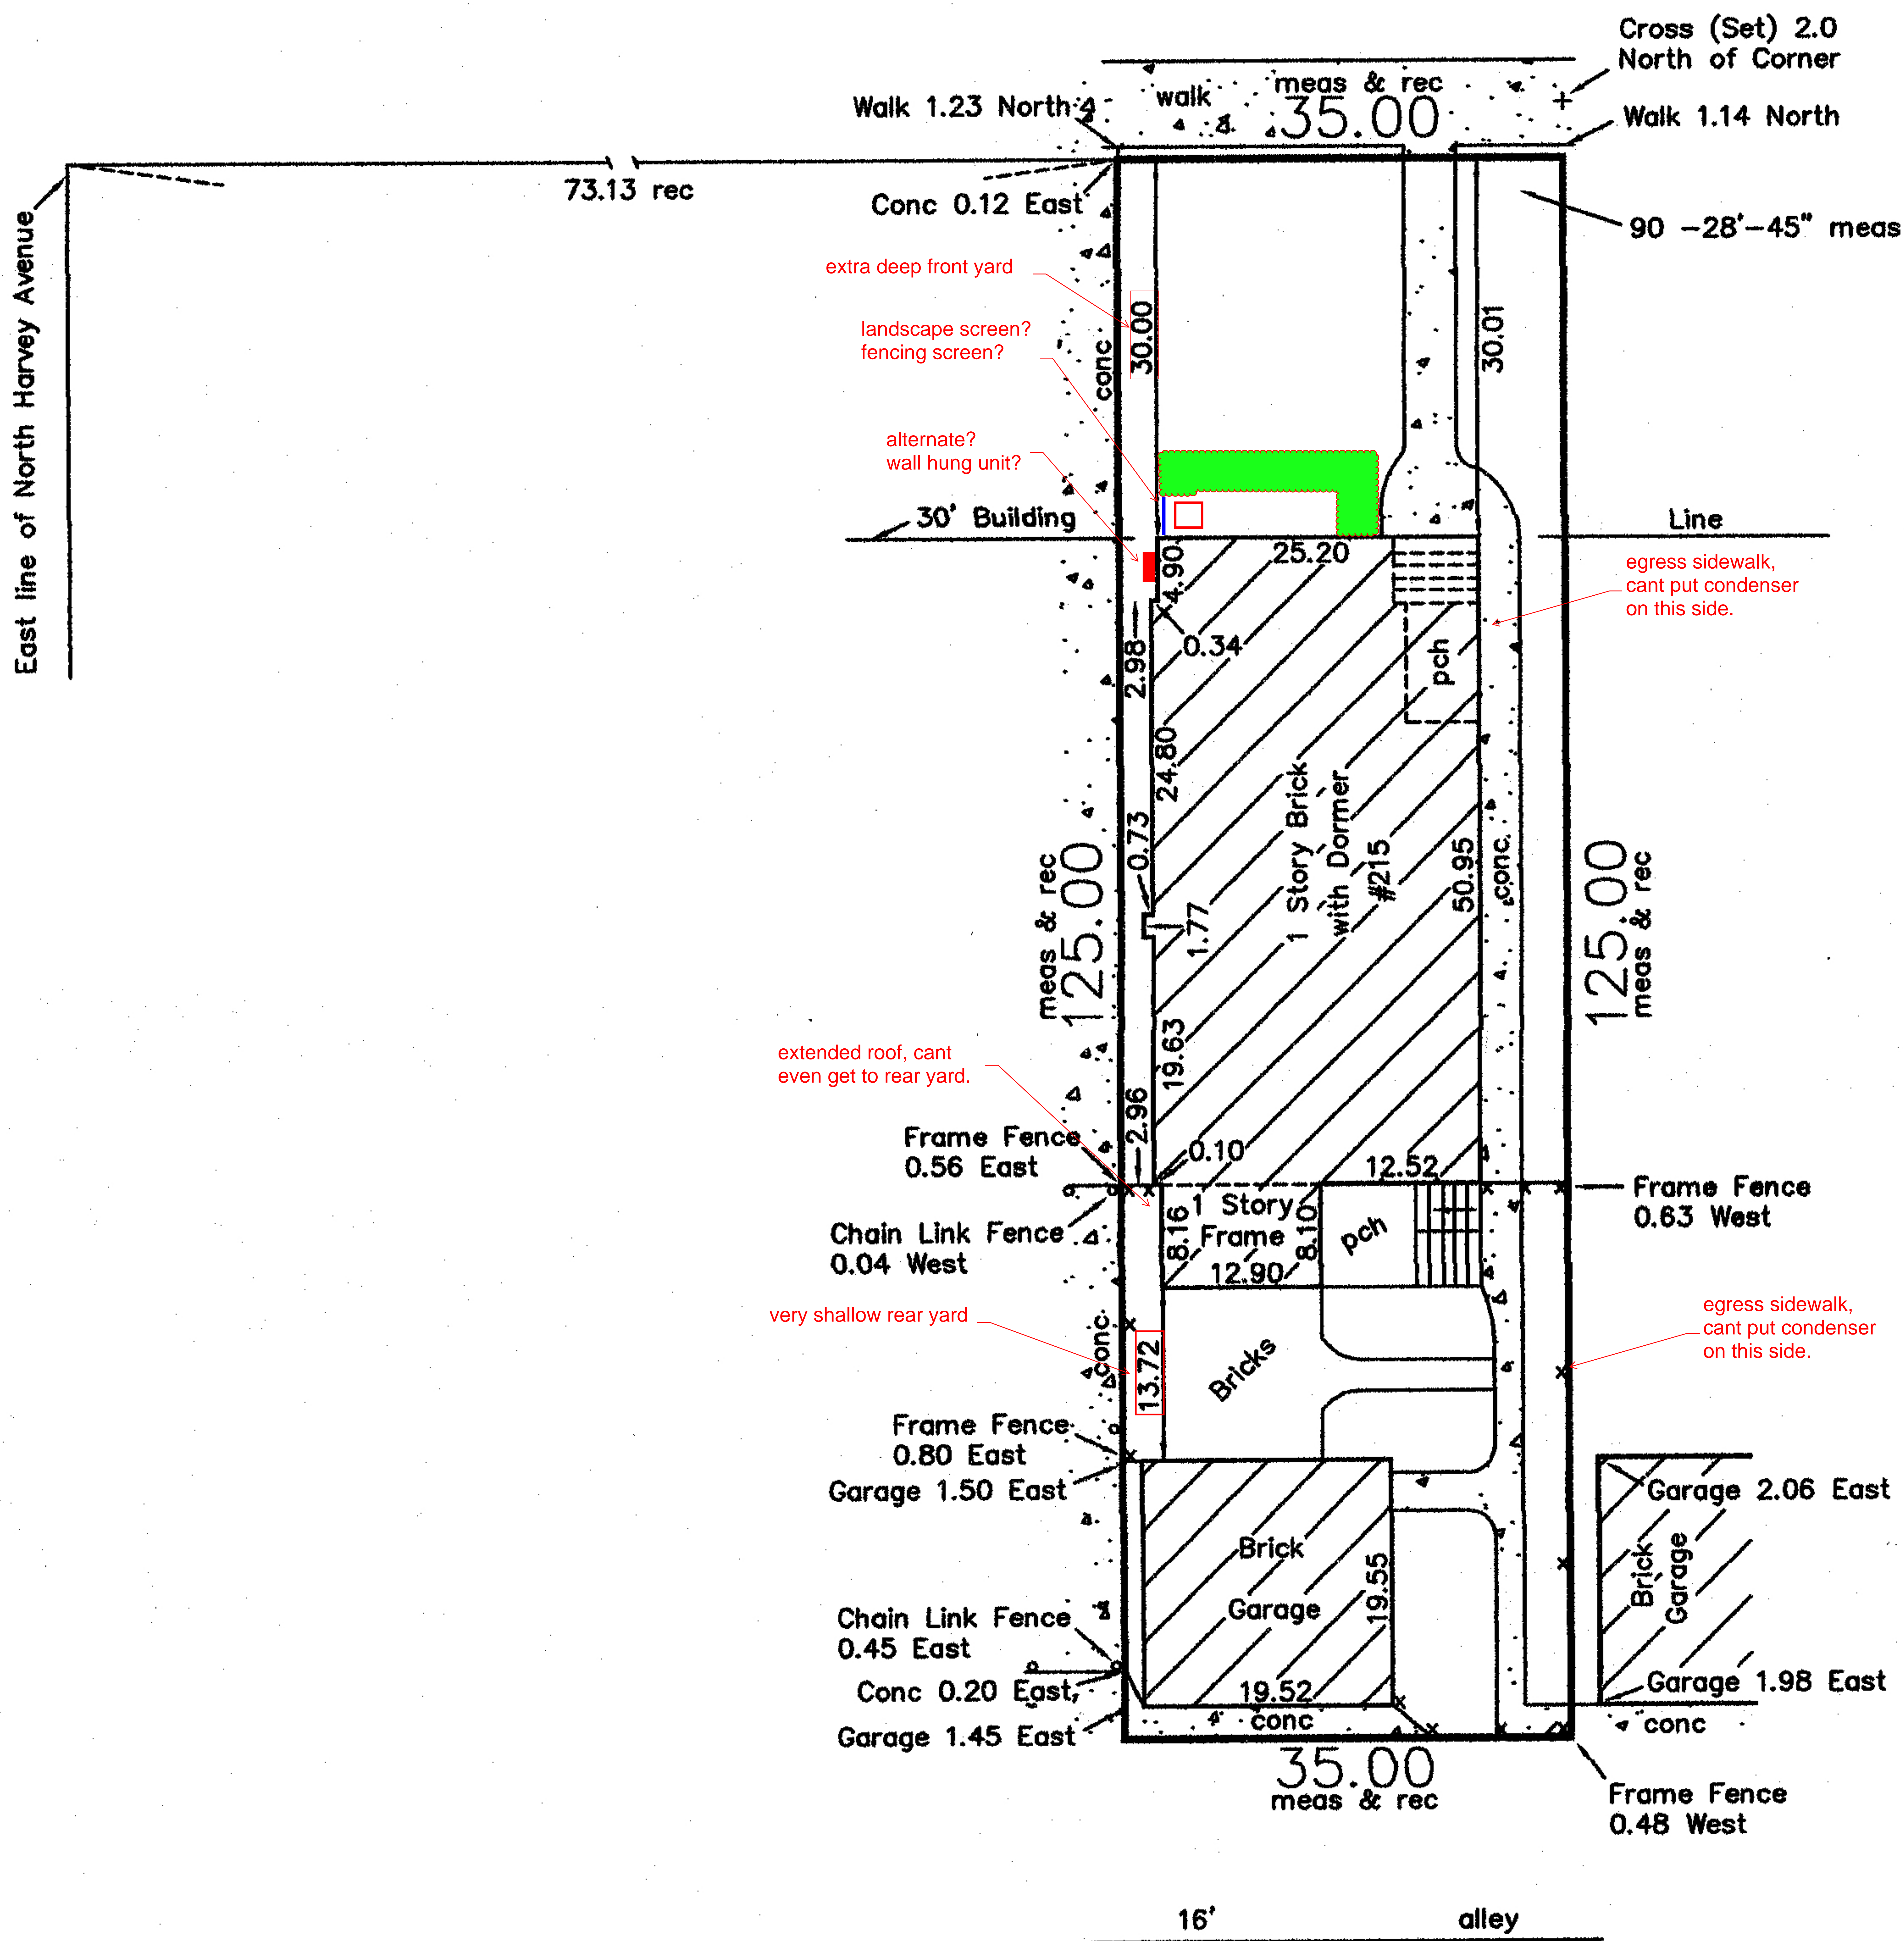 Cross (Set) 2.0
North of Corner
meas & rec
walk
35.00
Walk 1.23 North
Walk 1.14 North
73.13 rec
Conc 0.12 East
90 -28'-45" meas
East line of North Harvey Avenue
extra deep front yard
30.00
30.01
conc
landscape screen?
fencing screen?
alternate?
wall hung unit?
30' Building
Line
25.20
4.90
egress sidewalk,
cant put condenser
on this side.
0.34
2.98
pch
24.80
0.73
1 Story Brick
with Dormer
#215
50.95
conc.
125.00
meas & rec
125.00
meas & rec
1.77
19.63
extended roof, cant
even get to rear yard.
2.96
Frame Fence
0.56 East
0.10
12.52
Frame Fence
0.63 West
1 Story
Frame
8.16
8.10
pch
Chain Link Fence
0.04 West
12.90
very shallow rear yard
egress sidewalk,
cant put condenser
on this side.
conc.
13.72
Bricks
Frame Fence
0.80 East
Garage 1.50 East
Garage 2.06 East
Brick
Garage
19.55
Brick
Garage
Chain Link Fence
0.45 East
Conc 0.20 East
19.52
Garage 1.98 East
conc
conc
Garage 1.45 East
35.00
meas & rec
Frame Fence
0.48 West
16'
alley